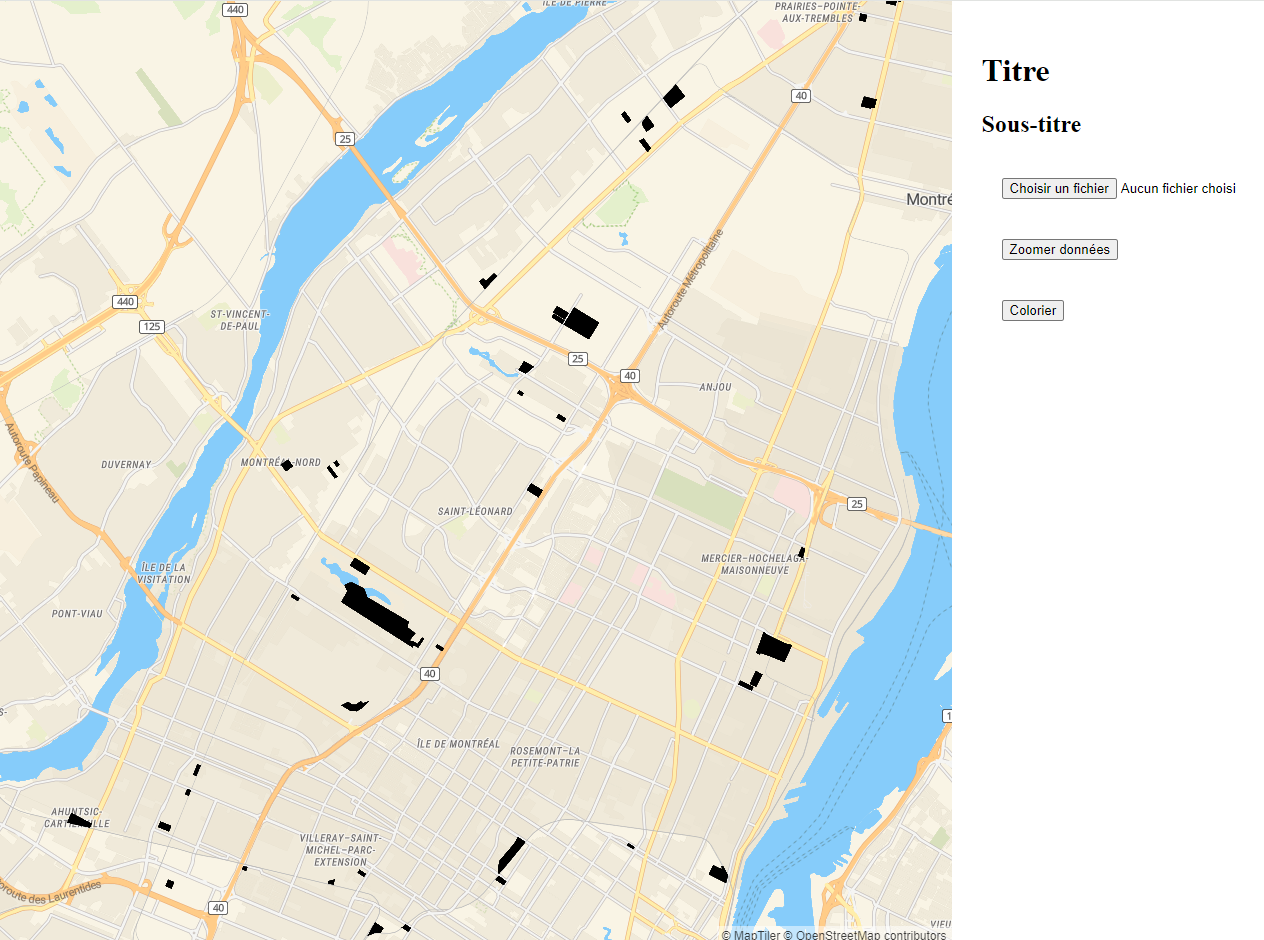 ÎLE DE PIERRE
PRAIRIES–POINTE-
AUX-TREMBLES
440
40
25
Montré
Autoroute Métropolitaine
440
125
ST-VINCENT-
DE-PAUL
25
40
ANJOU
Autoroute Papineau
DUVERNAY
MONTRÉAL-NORD
SAINT-LÉONARD
25
MERCIER–HOCHELAGA-
MAISONNEUVE
ÎLE DE LA
VISITATION
PONT-VIAU
40
S-
1
ÎLE DE MONTRÉAL
ROSEMONT–LA
PETITE-PATRIE
AHUNTSIC-
CARTIERVILLE
VILLERAY–SAINT-
MICHEL–PARC-
EXTENSION
oroute des Laurentides
40
VIEU
© MapTiler © OpenStreetMap contributors
Titre
Sous-titre
Choisir un fichier Aucun fichier choisi
Zoomer données
Colorier